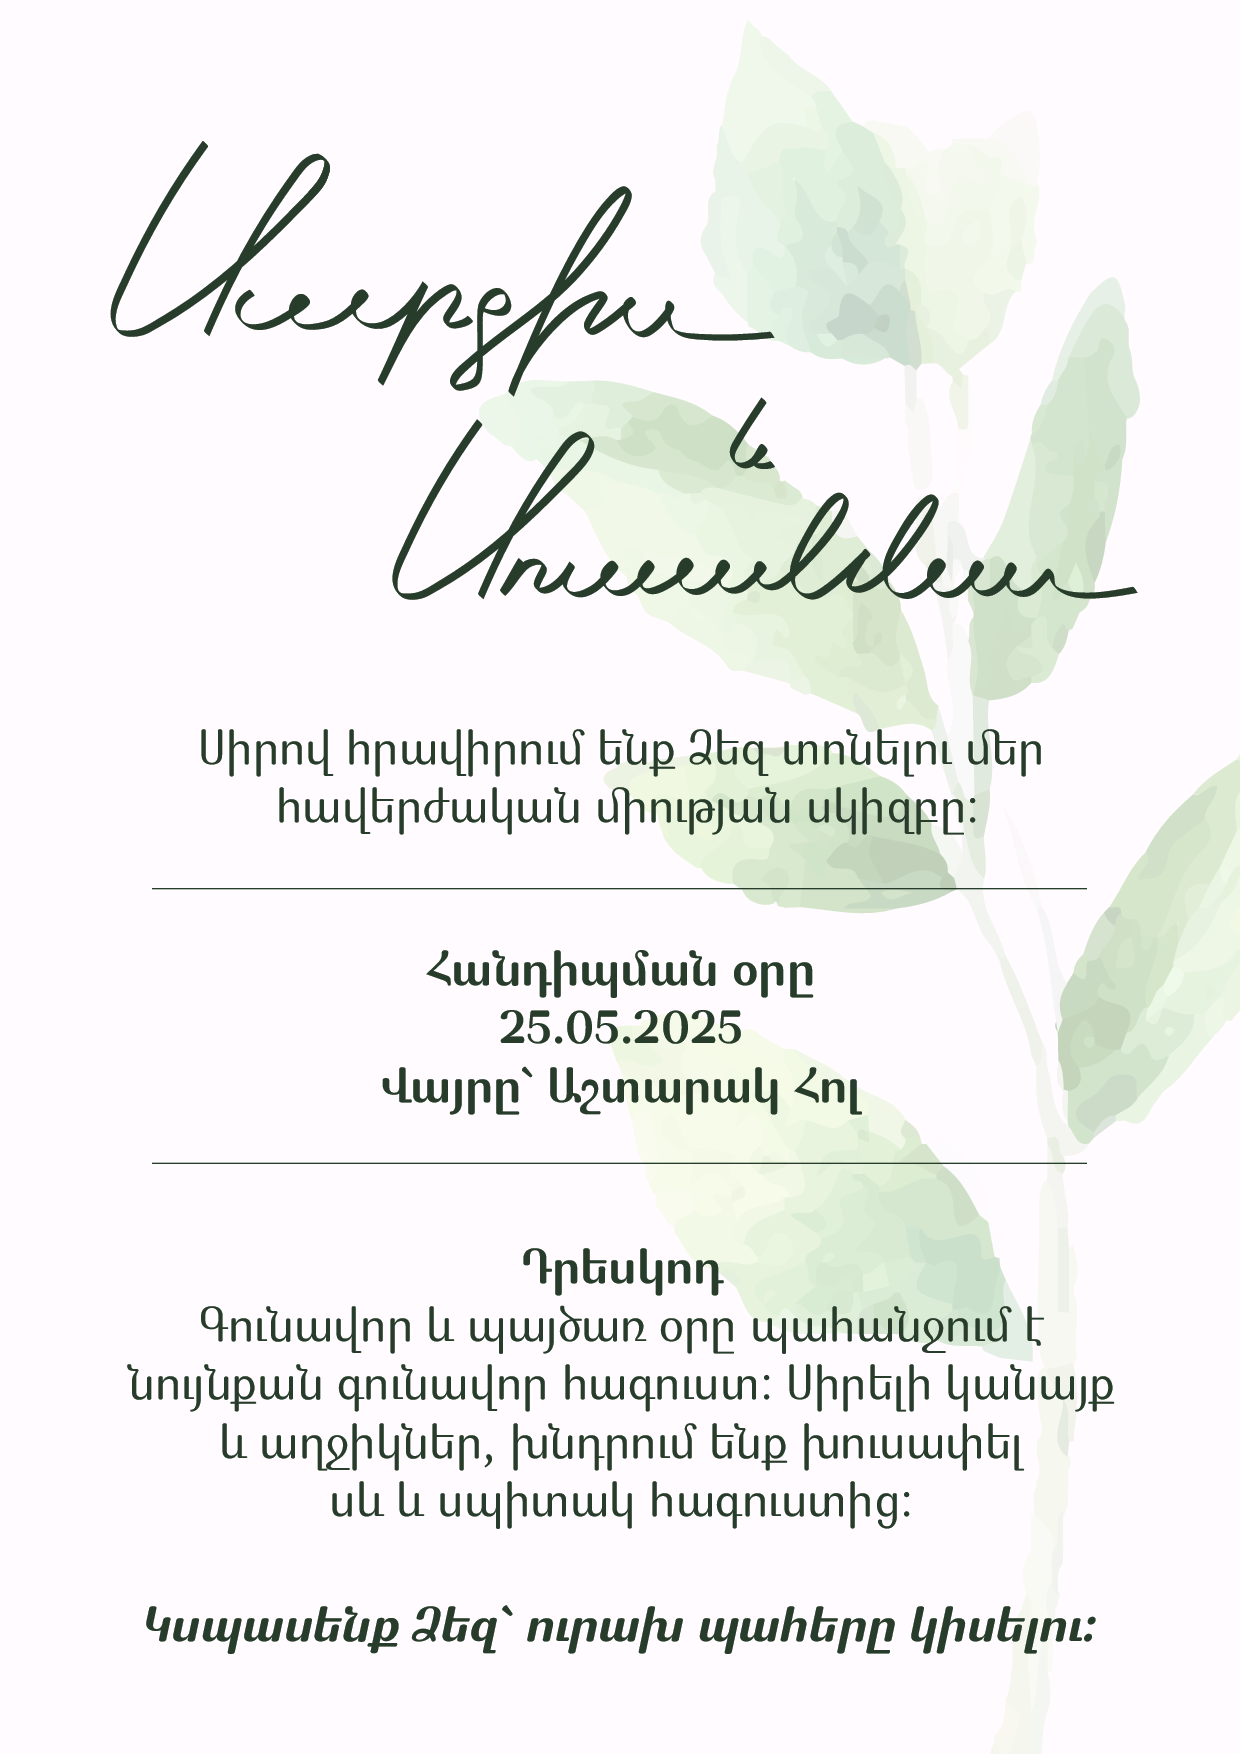 Սարգիս
և
Սուսաննա
Սիրով հրավիրում ենք Ձեզ տոնելու մեր
հավերժական միության սկիզբը։
Հանդիպման օրը
25.05.2025
Վայրը՝ Աշտարակ Հոլ
Դրեսկոդ
Գունավոր և պայծառ օրը պահանջում է
նույնքան գունավոր հագուստ։ Սիրելի կանայք
և աղջիկներ, խնդրում ենք խուսափել
սև և սպիտակ հագուստից։
Կսպասենք Ձեզ՝ ուրախ պահերը կիսելու։